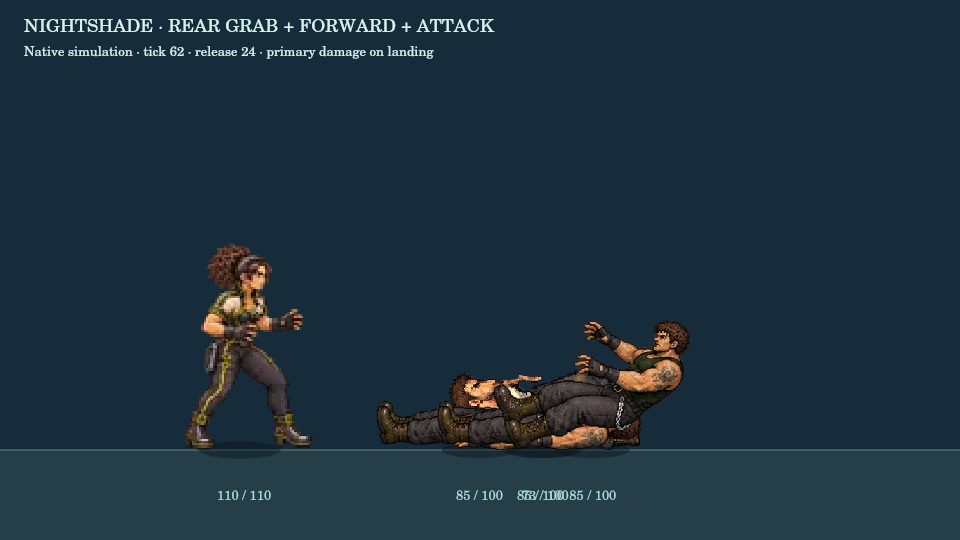 NIGHTSHADE · REAR GRAB + FORWARD + ATTACK
Native simulation · tick 62 · release 24 · primary damage on landing
110 / 110 85 / 100 85 / 100